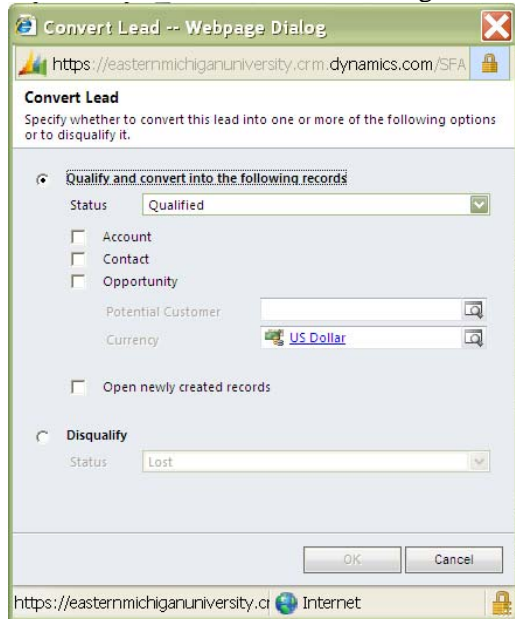 Convert Lead -- Webpage Dialog
https://easternmichiganuniversity.crm.dynamics.com/SFA
Convert Lead
Specify whether to convert this lead into one or more of the following options
or to disqualify it.
Qualify and convert into the following records
Status Qualified
Account
Contact
Opportunity
Potential Customer
Currency US Dollar
Open newly created records
Disqualify
Status Lost
OK Cancel
https://easternmichiganuniversity.cr Internet